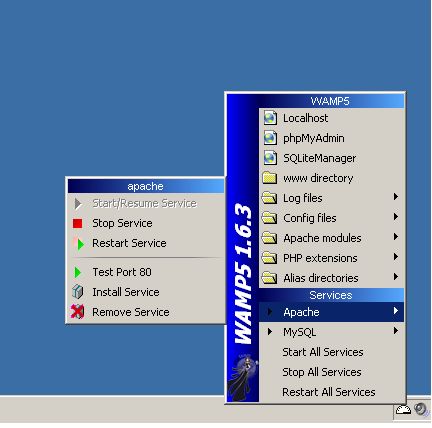 WAMP5
Localhost
phpMyAdmin
SQLiteManager
www directory
Log files
Config files
Apache modules
PHP extensions
Alias directories
Services
Apache
MySQL
Start All Services
Stop All Services
Restart All Services
WAMP5 1.6.3
apache
Start/Resume Service
Stop Service
Restart Service
Test Port 80
Install Service
Remove Service